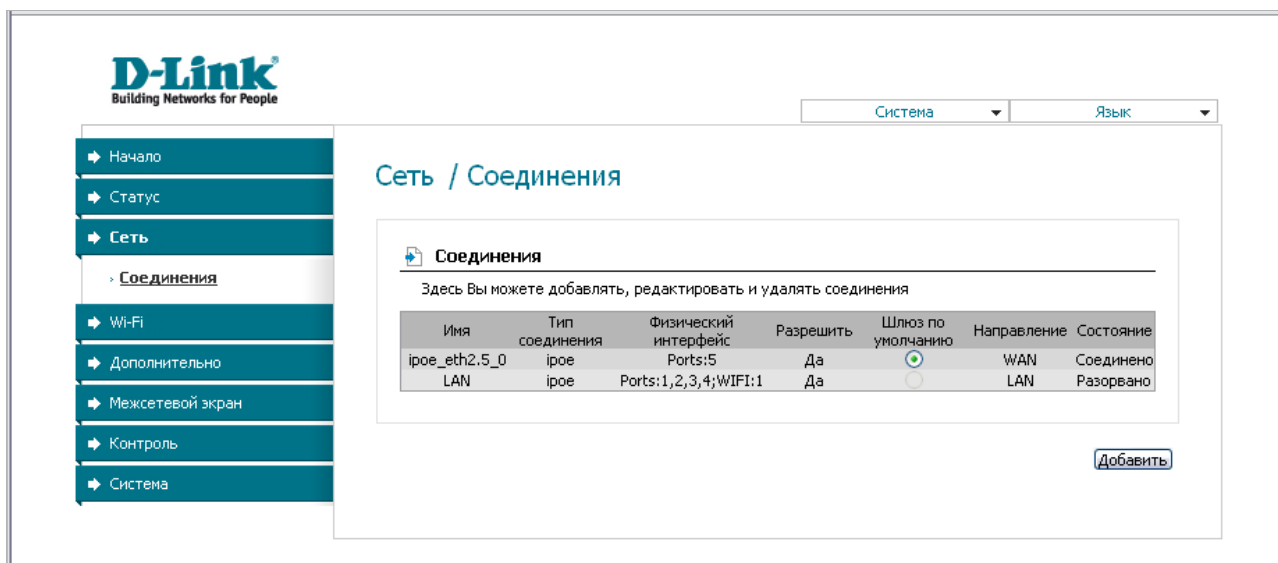 D-Link
Building Networks for People
Система Язык
Начало
Статус
Сеть
Соединения
Wi-Fi
Дополнительно
Межсетевой экран
Контроль
Система
Сеть / Соединения
Соединения
Здесь Вы можете добавлять, редактировать и удалять соединения
Имя Тип соединения Физический интерфейс Разрешить Шлюз по умолчанию Направление Состояние
ipoe_eth2.5_0 ipoe Ports:5 Да WAN Соединено
LAN ipoe Ports:1,2,3,4;WIFI:1 Да LAN Разорвано
Добавить